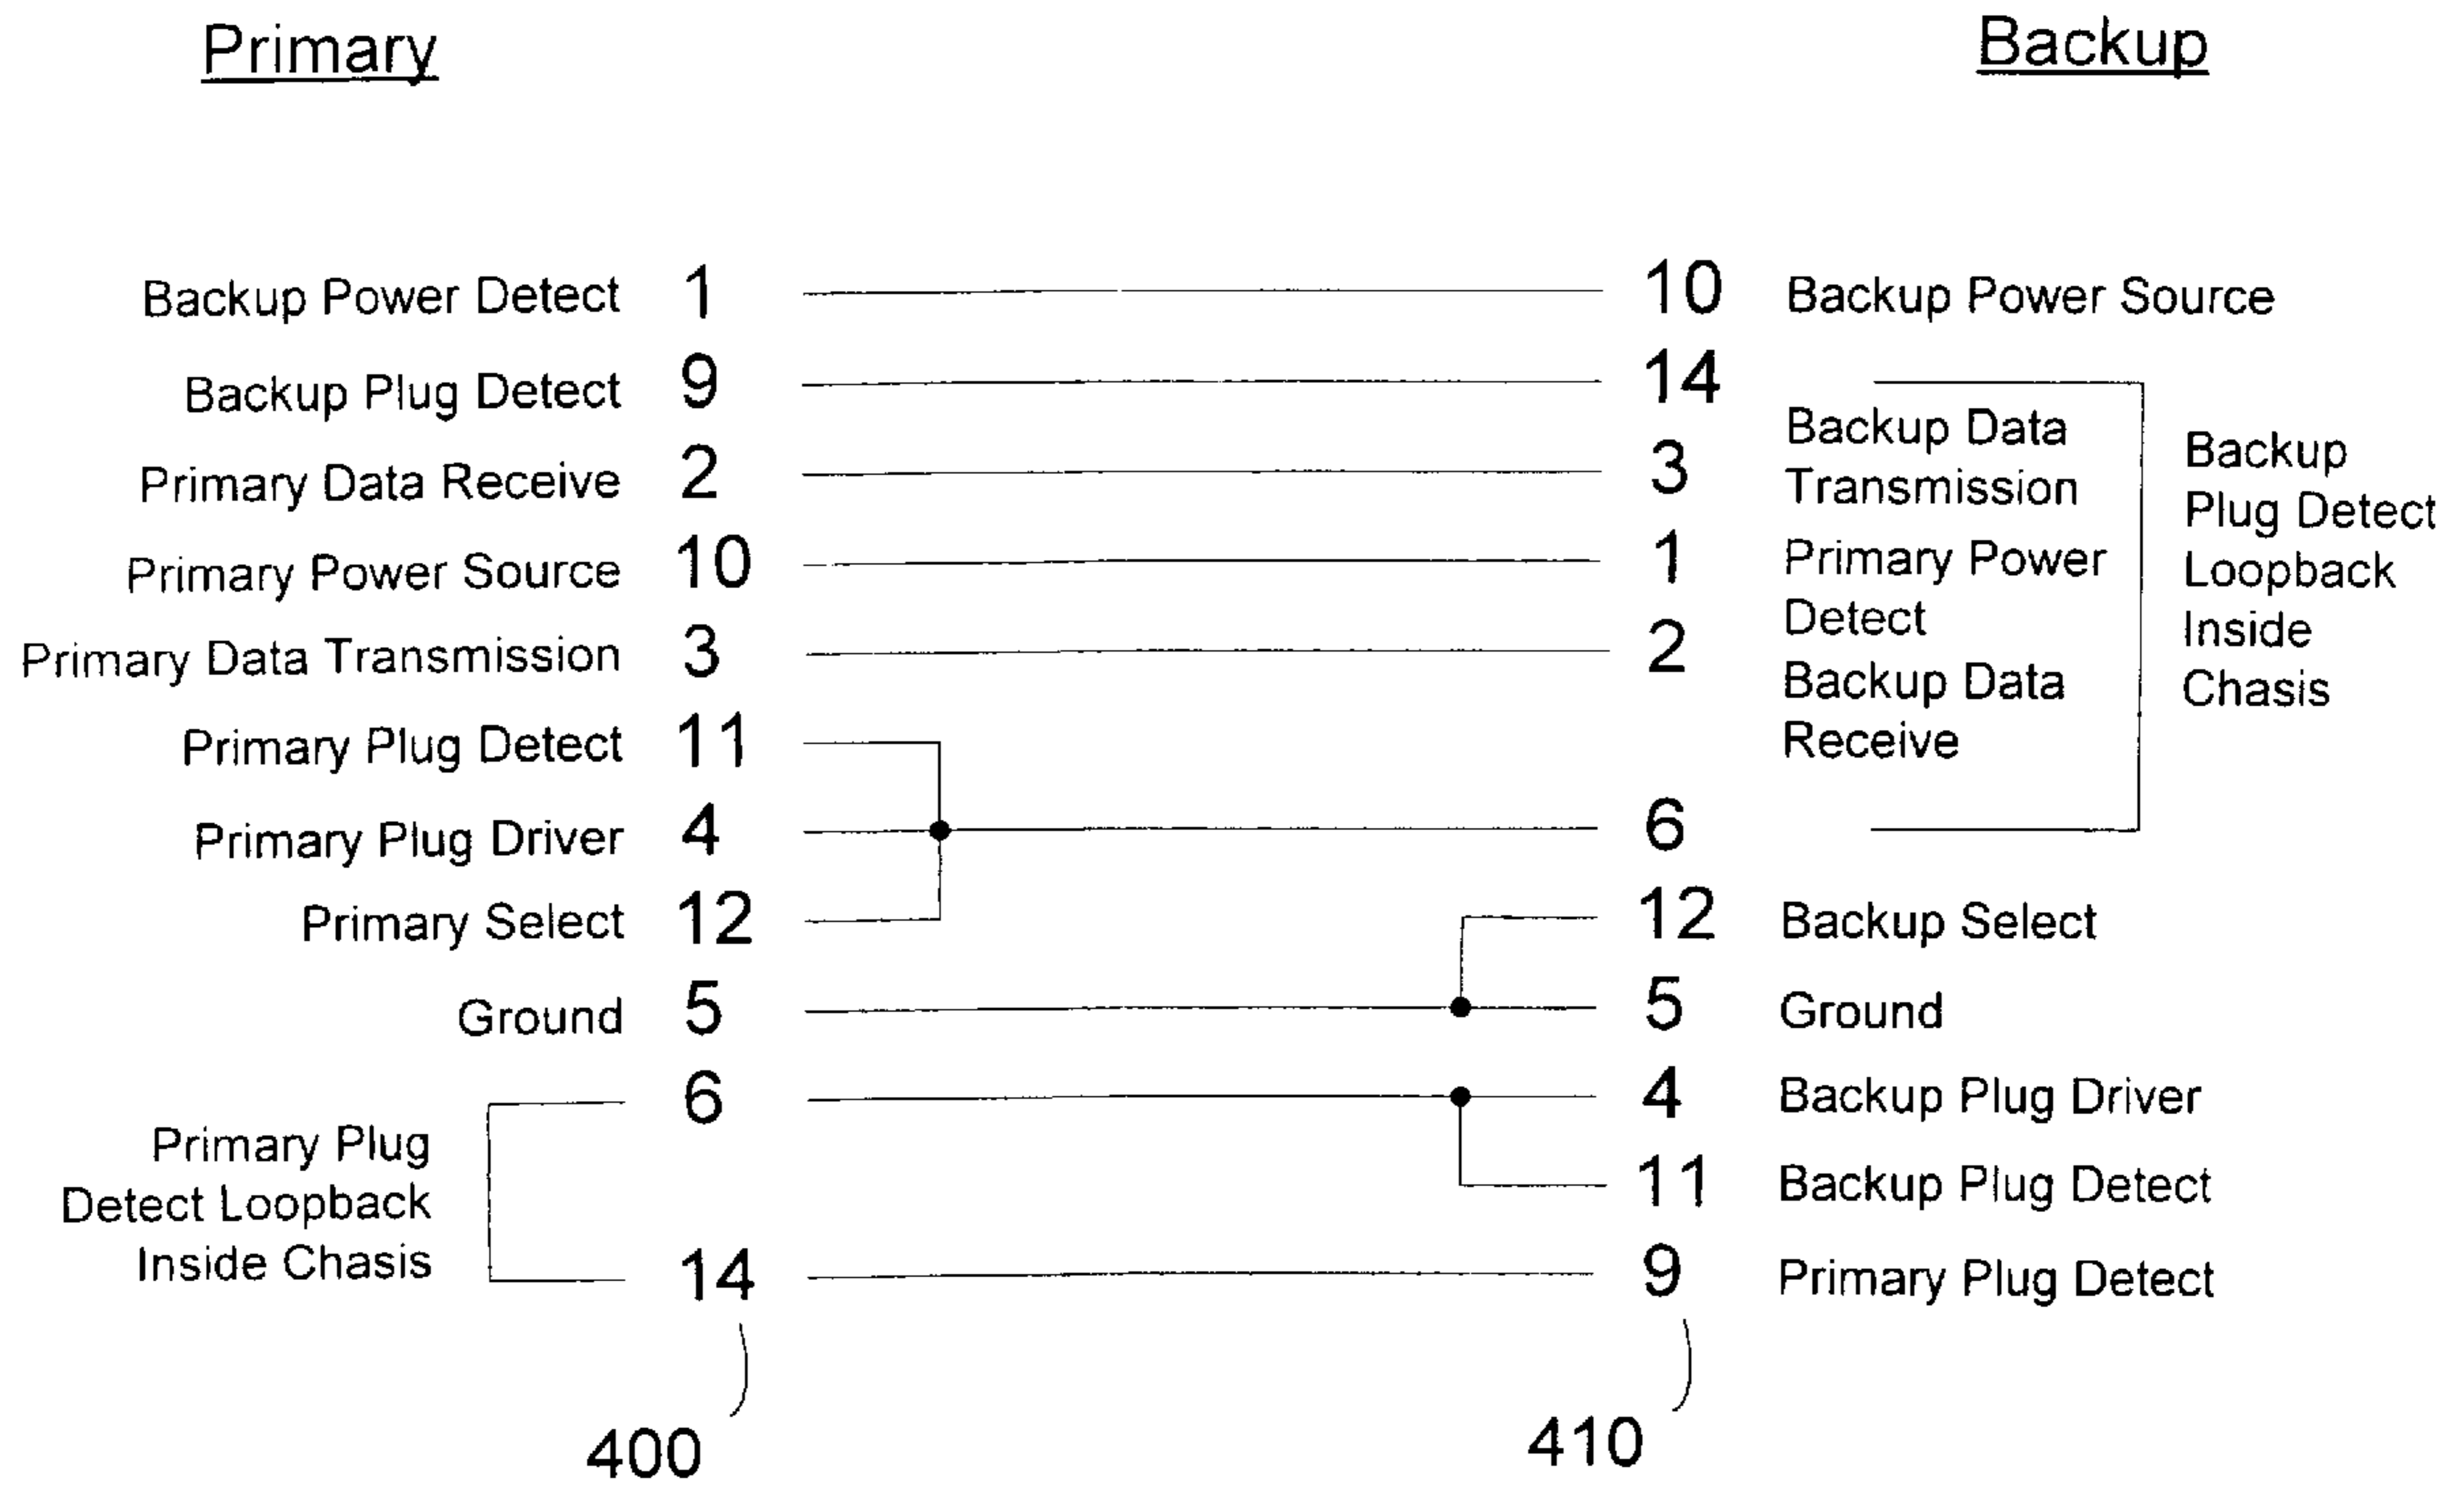 Primary
Backup
Backup Power Detect 1 10 Backup Power Source
Backup Plug Detect 9 14
Primary Data Receive 2 3 Backup Data
Transmission
Primary Power Source 10 1 Primary Power
Detect
Primary Data Transmission 3 2 Backup Data
Receive
Backup
Plug Detect
Loopback
Inside
Chasis
Primary Plug Detect 11
Primary Plug Driver 4 6
Primary Select 12 12 Backup Select
Ground 5 5 Ground
6 4 Backup Plug Driver
Primary Plug
Detect Loopback
Inside Chasis
11 Backup Plug Detect
14 9 Primary Plug Detect
400 410